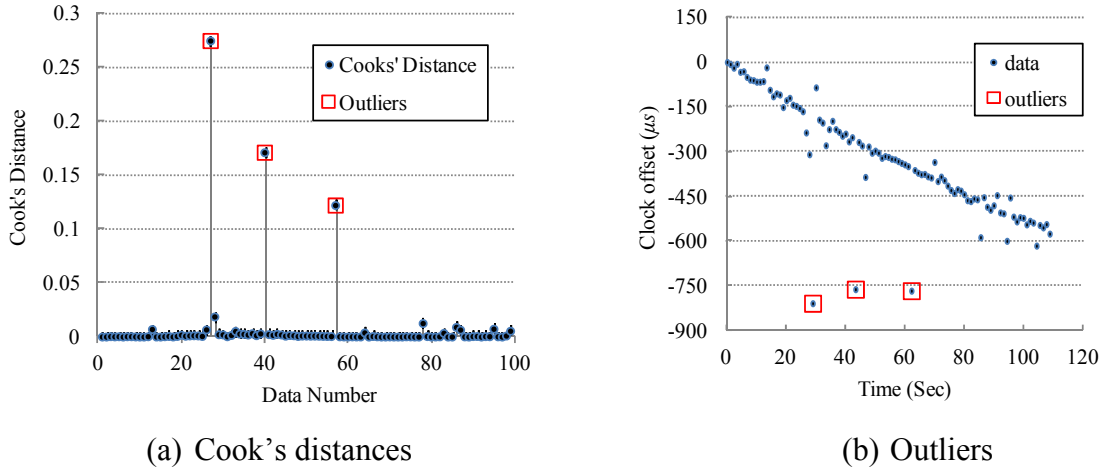 0.3
0.25
0.2
0.15
0.1
0.05
0
Cook's Distance
Cooks' Distance
Outliers
0 20 40 60 80 100
Data Number
(a) Cook's distances
150
0
-150
-300
-450
-600
-750
-900
Clock offset (μs)
data
outliers
0 20 40 60 80 100 120
Time (Sec)
(b) Outliers